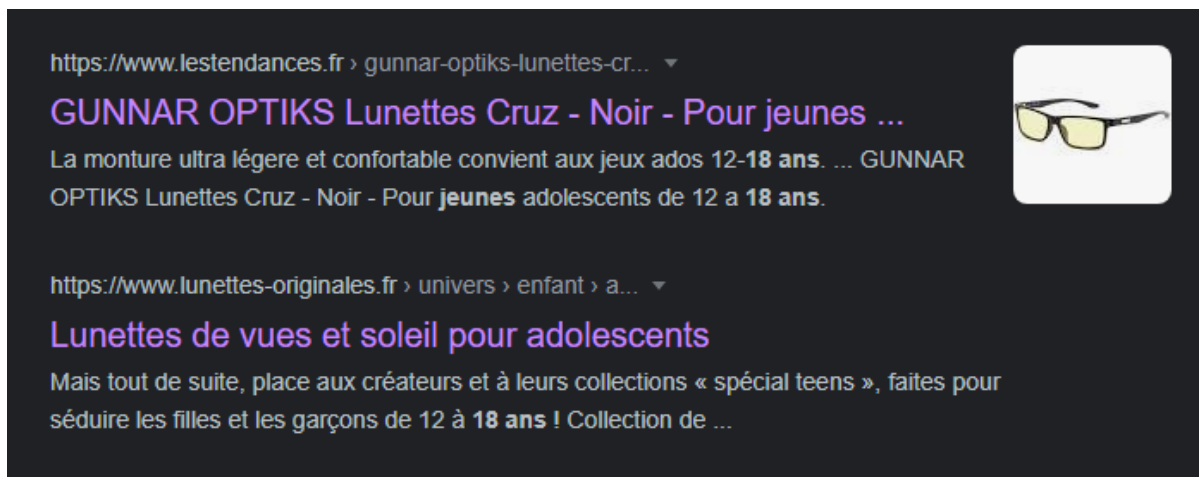 https://www.lestendances.fr › gunnar-optiks-lunettes-cr...
GUNNAR OPTIKS Lunettes Cruz - Noir - Pour jeunes ...
La monture ultra légere et confortable convient aux jeux ados 12-18 ans. ... GUNNAR
OPTIKS Lunettes Cruz - Noir - Pour jeunes adolescents de 12 a 18 ans.
https://www.lunettes-originales.fr › univers › enfant › a...
Lunettes de vues et soleil pour adolescents
Mais tout de suite, place aux créateurs et à leurs collections « spécial teens », faites pour
séduire les filles et les garçons de 12 à 18 ans ! Collection de ...